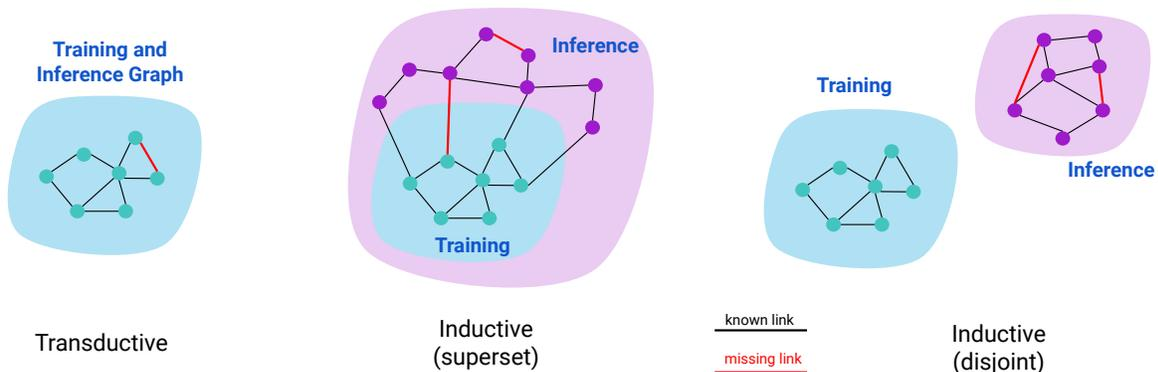 Training and
Inference Graph
Transductive
Inference
Training
Inductive
(superset)
known link
missing link
Training
Inference
Inductive
(disjoint)